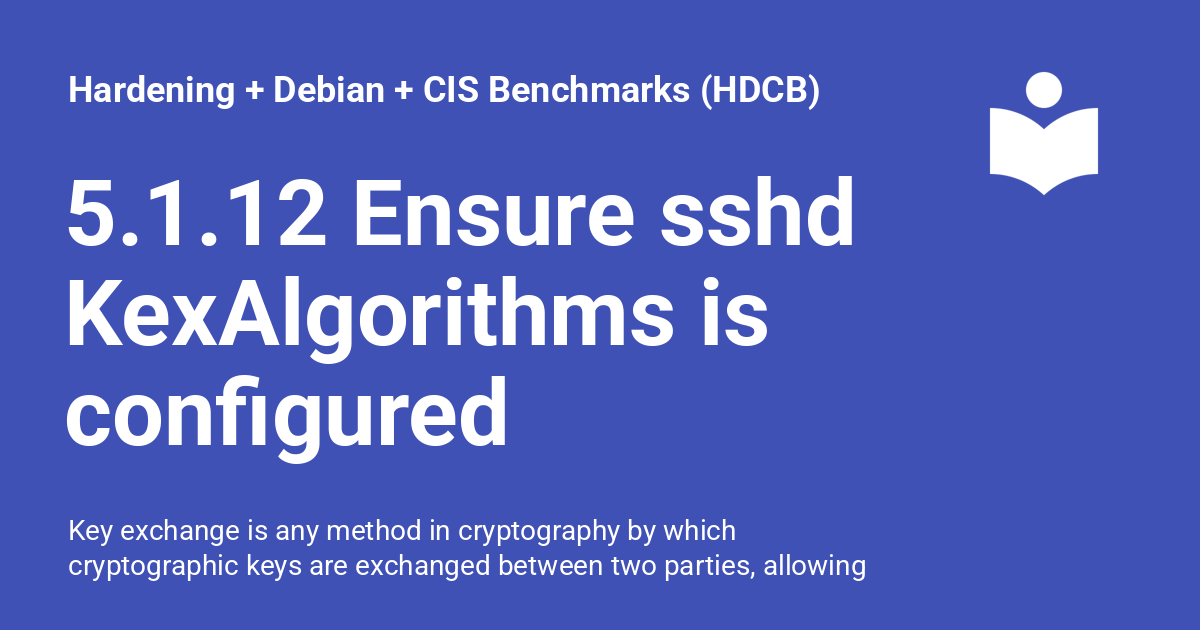 Hardening + Debian + CIS Benchmarks (HDCB)
5.1.12 Ensure sshd
KexAlgorithms is
configured
Key exchange is any method in cryptography by which
cryptographic keys are exchanged between two parties, allowing